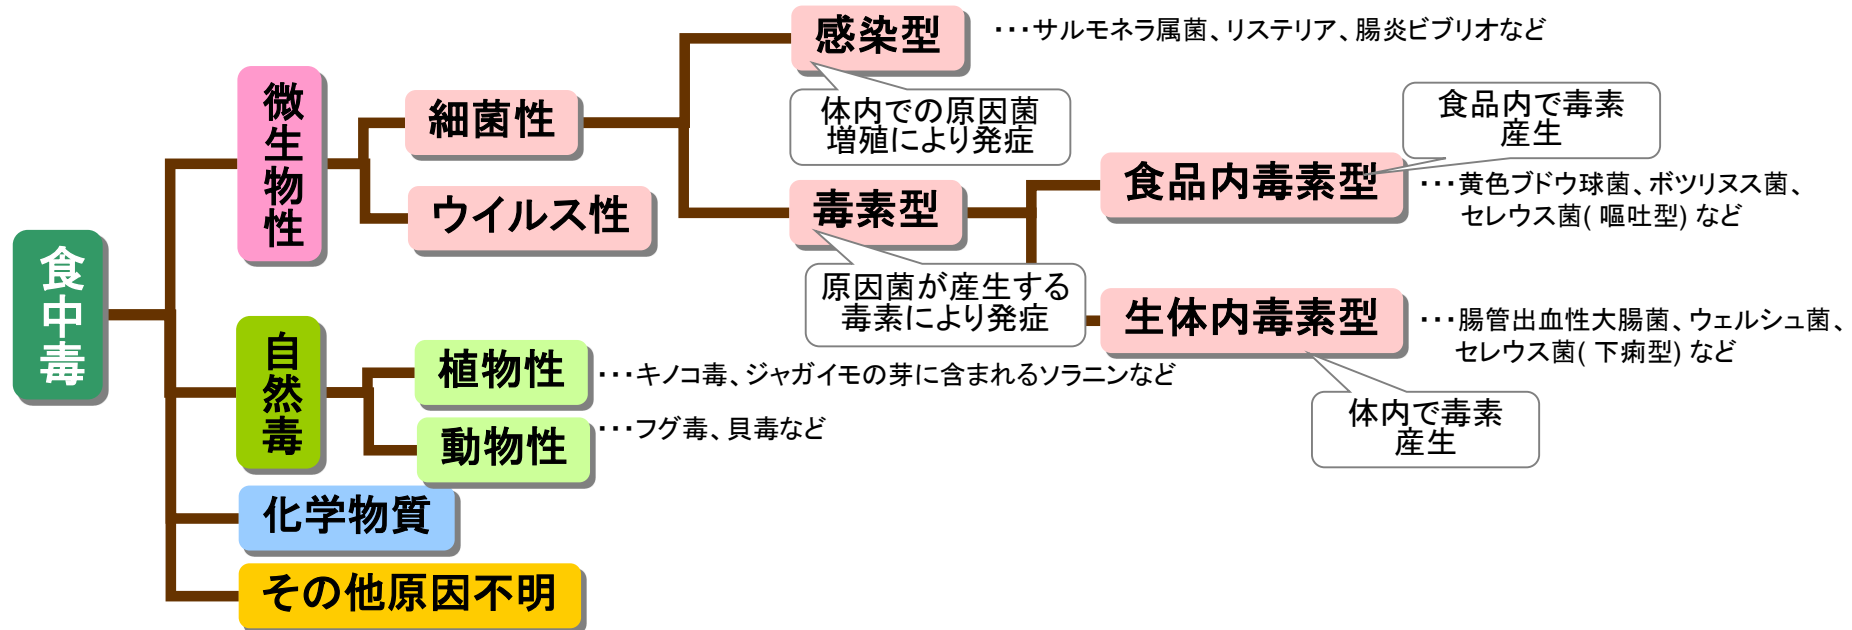 食中毒
微生物性
細菌性
ウイルス性
感染型
・・・サルモネラ属菌、リステリア、腸炎ビブリオなど
体内での原因菌
増殖により発症
毒素型
原因菌が産生する
毒素により発症
食品内毒素型
食品内で毒素
産生
・・・黄色ブドウ球菌、ボツリヌス菌、
セレウス菌( 嘔吐型) など
生体内毒素型
・・・腸管出血性大腸菌、ウェルシュ菌、
セレウス菌( 下痢型) など
体内で毒素
産生
自然毒
植物性
・・・キノコ毒、ジャガイモの芽に含まれるソラニンなど
動物性
・・・フグ毒、貝毒など
化学物質
その他原因不明